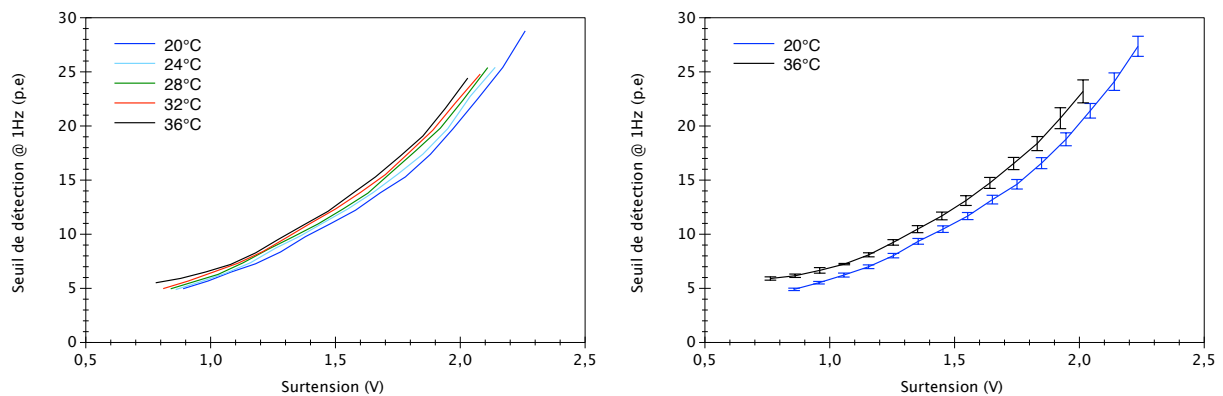 Seuil de détection @ 1Hz (p.e)
30
25
20
15
10
5
0
20°C
24°C
28°C
32°C
36°C
0,5 1,0 1,5 2,0 2,5
Surtension (V)
Seuil de détection @ 1Hz (p.e)
30
25
20
15
10
5
0
20°C
36°C
0,5 1,0 1,5 2,0 2,5
Surtension (V)